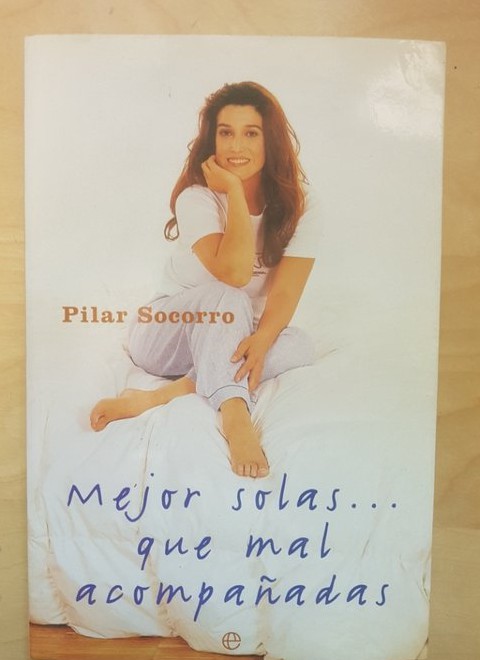 Pilar Socorro
Mejor solas...
que mal
acompañadas